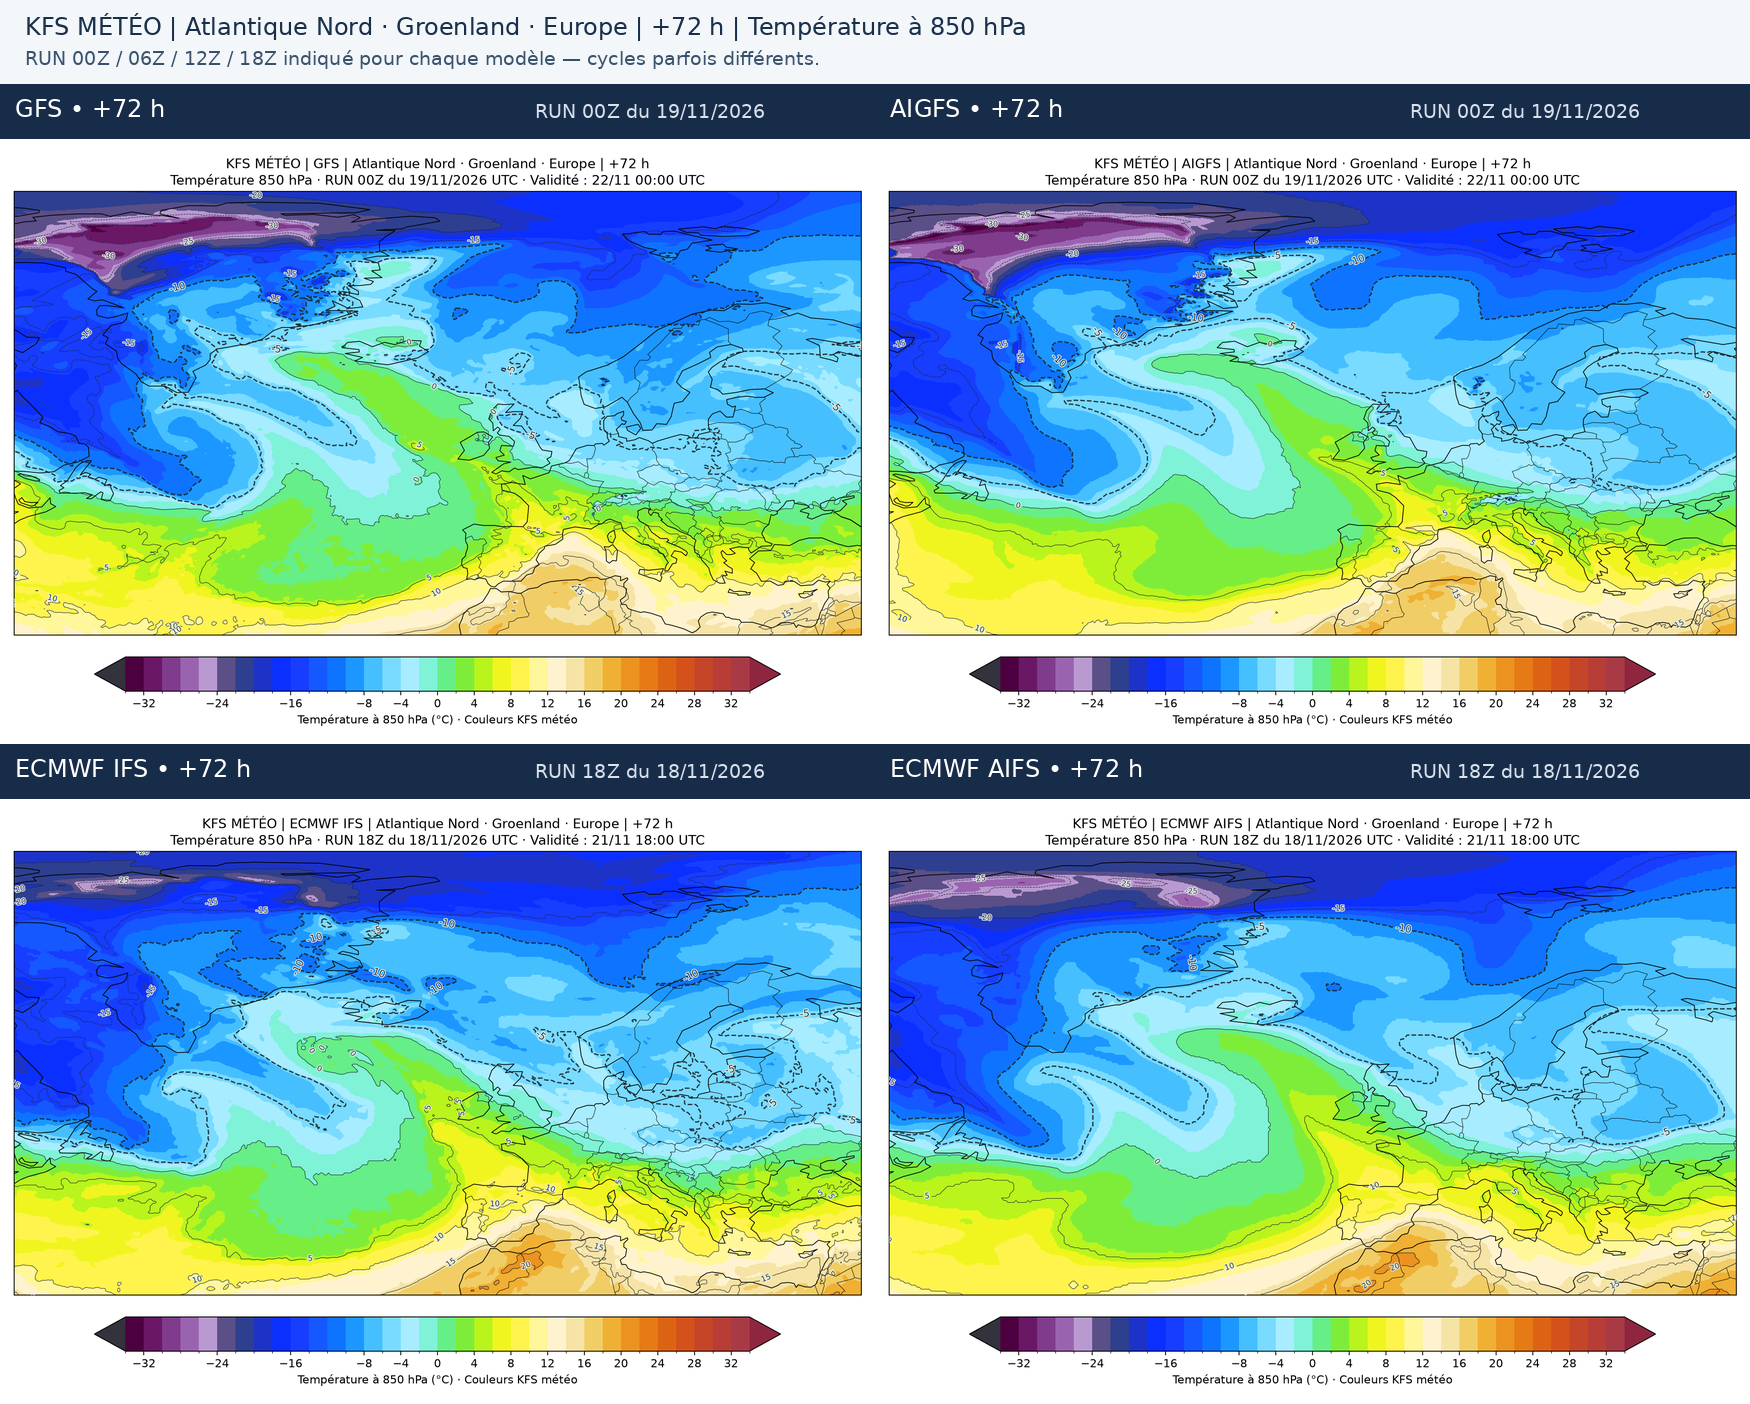 KFS MÉTÉO | Atlantique Nord · Groenland · Europe | +72 h | Température à 850 hPa
RUN 00Z / 06Z / 12Z / 18Z indiqué pour chaque modèle — cycles parfois différents.
GFS • +72 h
RUN 00Z du 19/11/2026
AIGFS • +72 h
RUN 00Z du 19/11/2026
KFS MÉTÉO | GFS | Atlantique Nord · Groenland · Europe | +72 h
Température 850 hPa · RUN 00Z du 19/11/2026 UTC · Validité : 22/11 00:00 UTC
KFS MÉTÉO | AIGFS | Atlantique Nord · Groenland · Europe | +72 h
Température 850 hPa · RUN 00Z du 19/11/2026 UTC · Validité : 22/11 00:00 UTC
−32 −24 −16 −8 −4 0 4 8 12 16 20 24 28 32
Température à 850 hPa (°C) · Couleurs KFS météo
−32 −24 −16 −8 −4 0 4 8 12 16 20 24 28 32
Température à 850 hPa (°C) · Couleurs KFS météo
ECMWF IFS • +72 h
RUN 18Z du 18/11/2026
ECMWF AIFS • +72 h
RUN 18Z du 18/11/2026
KFS MÉTÉO | ECMWF IFS | Atlantique Nord · Groenland · Europe | +72 h
Température 850 hPa · RUN 18Z du 18/11/2026 UTC · Validité : 21/11 18:00 UTC
KFS MÉTÉO | ECMWF AIFS | Atlantique Nord · Groenland · Europe | +72 h
Température 850 hPa · RUN 18Z du 18/11/2026 UTC · Validité : 21/11 18:00 UTC
−32 −24 −16 −8 −4 0 4 8 12 16 20 24 28 32
Température à 850 hPa (°C) · Couleurs KFS météo
−32 −24 −16 −8 −4 0 4 8 12 16 20 24 28 32
Température à 850 hPa (°C) · Couleurs KFS météo